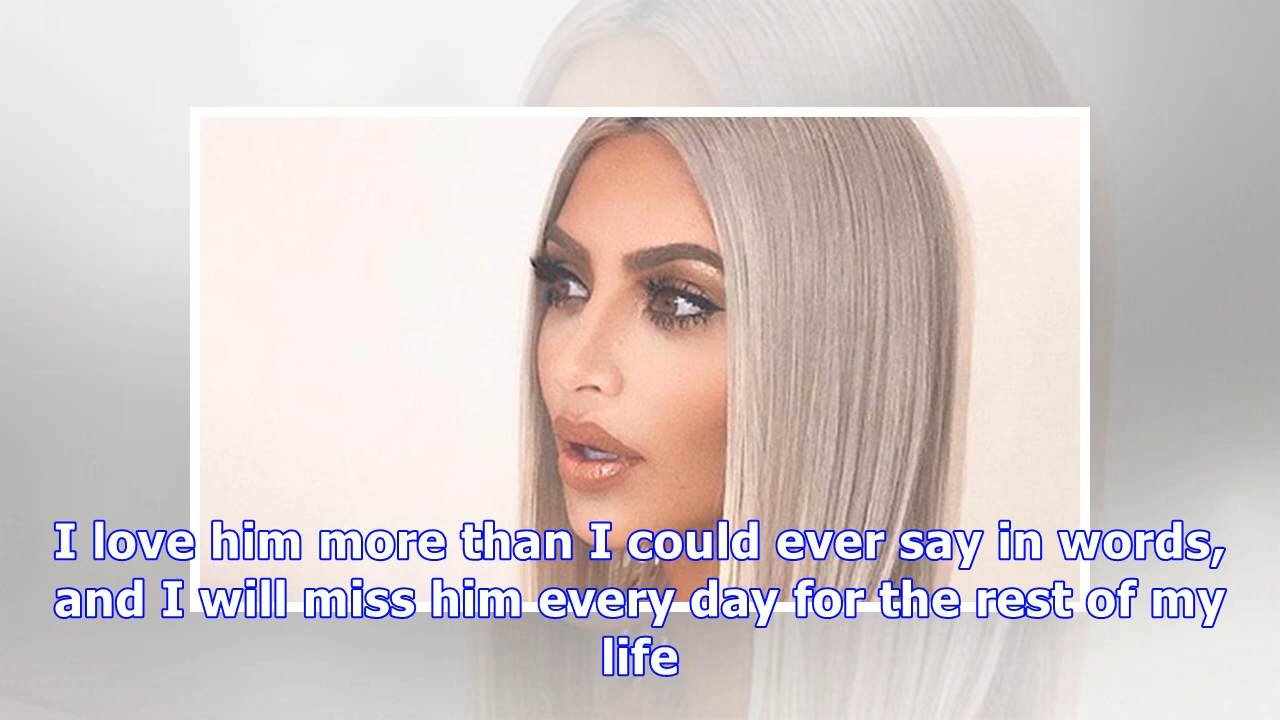 I love him more than I could ever say in words,
and I will miss him every day for the rest of my
life